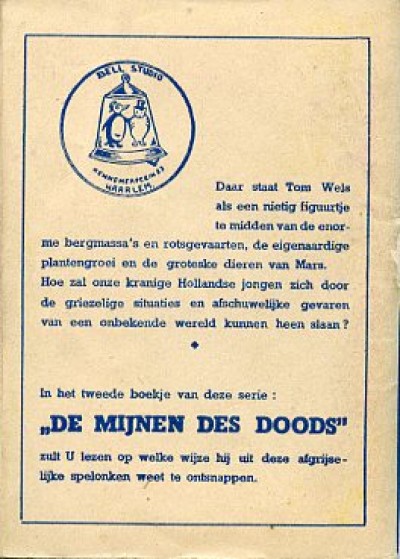 BELL STUDIO
HAARLEM
Daar staat Tom Wels
als een nietig figuurtje
te midden van de enor-
me bergmassa's en rotsgevaarten, de eigenaardige
plantengroei en de groteske dieren van Mars.
Hoe zal onze kranige Hollandse jongen zich door
de griezelige situaties en afschuwelijke gevaren
van een onbekende wereld kunnen heen slaan?
In het tweede boekje van deze serie:
„DE MIJNEN DES DOODS"
zult U lezen op welke wijze hij uit deze afgrijse-
lijke spelonken weet te ontsnappen.